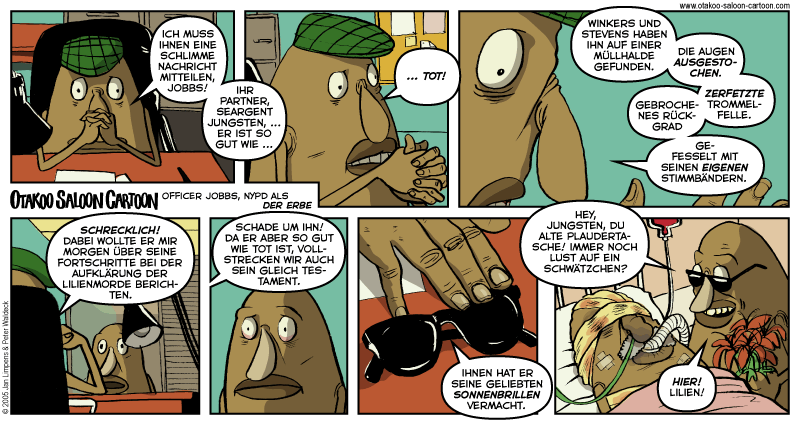 www.otakoo-saloon-cartoon.com
ICH MUSS
IHNEN EINE
SCHLIMME
NACHRICHT
MITTEILEN,
JOBBS!
IHR
PARTNER,
SEARGENT
JUNGSTEN, ...
ER IST SO
GUT WIE ...
... TOT!
WINKERS UND
STEVENS HABEN
IHN AUF EINER
MÜLLHALDE
GEFUNDEN.
DIE AUGEN
AUSGESTO-
CHEN.
ZERFETZTE
TROMMEL-
FELLE.
GEBROCHE-
NES RÜCK-
GRAD
GE-
FESSELT MIT
SEINEN EIGENEN
STIMMBÄNDERN.
OTAKOO SALOON CARTOON
OFFICER JOBBS, NYPD ALS
DER ERBE
SCHRECKLICH!
DABEI WOLLTE ER MIR
MORGEN ÜBER SEINE
FORTSCHRITTE BEI DER
AUFKLÄRUNG DER
LILIENMORDE BERICH-
TEN.
SCHADE UM IHN!
DA ER ABER SO GUT
WIE TOT IST, VOLL-
STRECKEN WIR AUCH
SEIN GLEICH TES-
TAMENT.
IHNEN HAT ER
SEINE GELIEBTEN
SONNENBRILLEN
VERMACHT.
HEY,
JUNGSTEN, DU
ALTE PLAUDERTA-
SCHE! IMMER NOCH
LUST AUF EIN
SCHWÄTZCHEN?
HIER!
LILIEN!
© 2005 Jan Limpens & Peter Waldeck